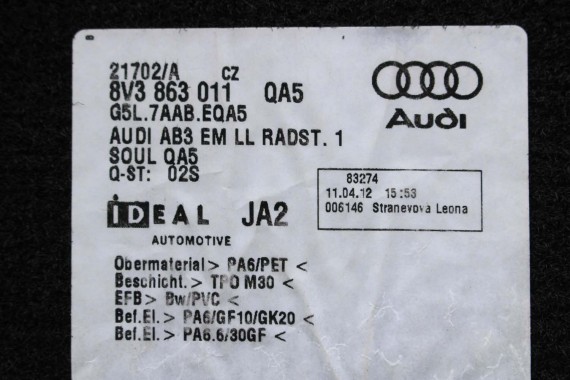 21702/A CZ
8V3 863 011 QA5
G5L.7AAB.EQA5
AUDI AB3 EM LL RADST. 1
SOUL QA5
Q-ST: 02S
Audi
83274
11.04.12 15:53
006146 Stranevova Leona
iDEAL JA2
AUTOMOTIVE
Obermaterial > PA6/PET <
Beschicht. > TPO M30 <
EFB > Bw/PVC <
Bef.El. > PA6/GF10/GK20 <
Bef.El. > PA6.6/30GF <